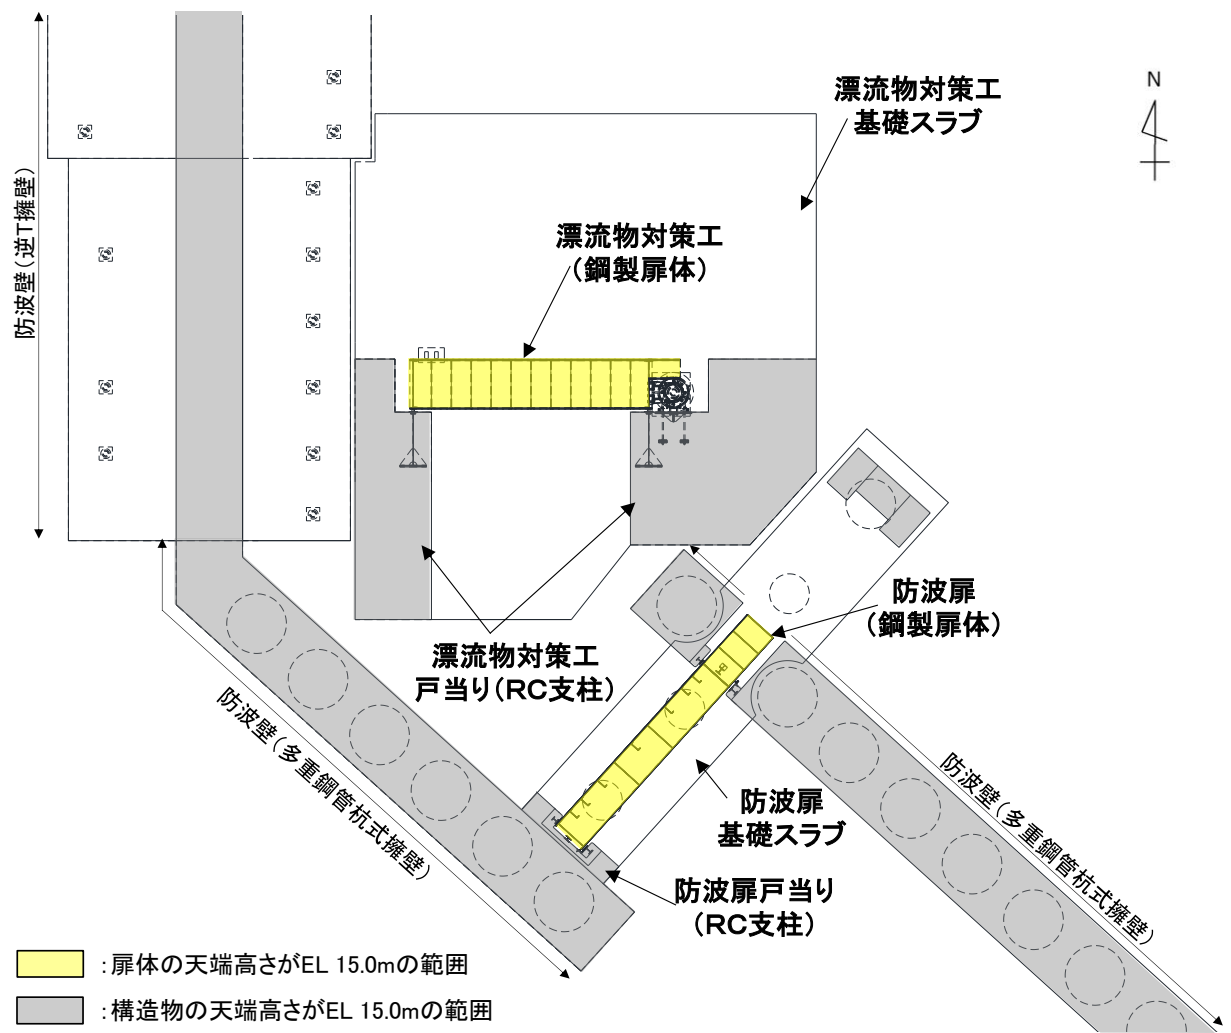 N
漂流物対策工
基礎スラブ
漂流物対策工
(鋼製扉体)
防波壁(逆T擁壁)
防波扉
(鋼製扉体)
漂流物対策工
戸当り(RC支柱)
防波壁(多重鋼管杭式擁壁)
防波扉
基礎スラブ
防波壁(多重鋼管杭式擁壁)
防波扉戸当り
(RC支柱)
:扉体の天端高さがEL 15.0mの範囲
:構造物の天端高さがEL 15.0mの範囲